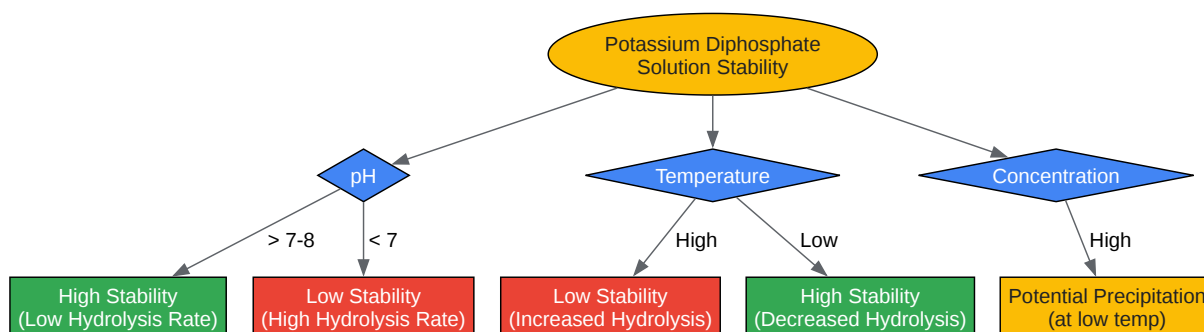 Potassium Diphosphate
Solution Stability
pH
Temperature
Concentration
> 7-8
< 7
High
Low
High
High Stability
(Low Hydrolysis Rate)
Low Stability
(High Hydrolysis Rate)
Low Stability
(Increased Hydrolysis)
High Stability
(Decreased Hydrolysis)
Potential Precipitation
(at low temp)